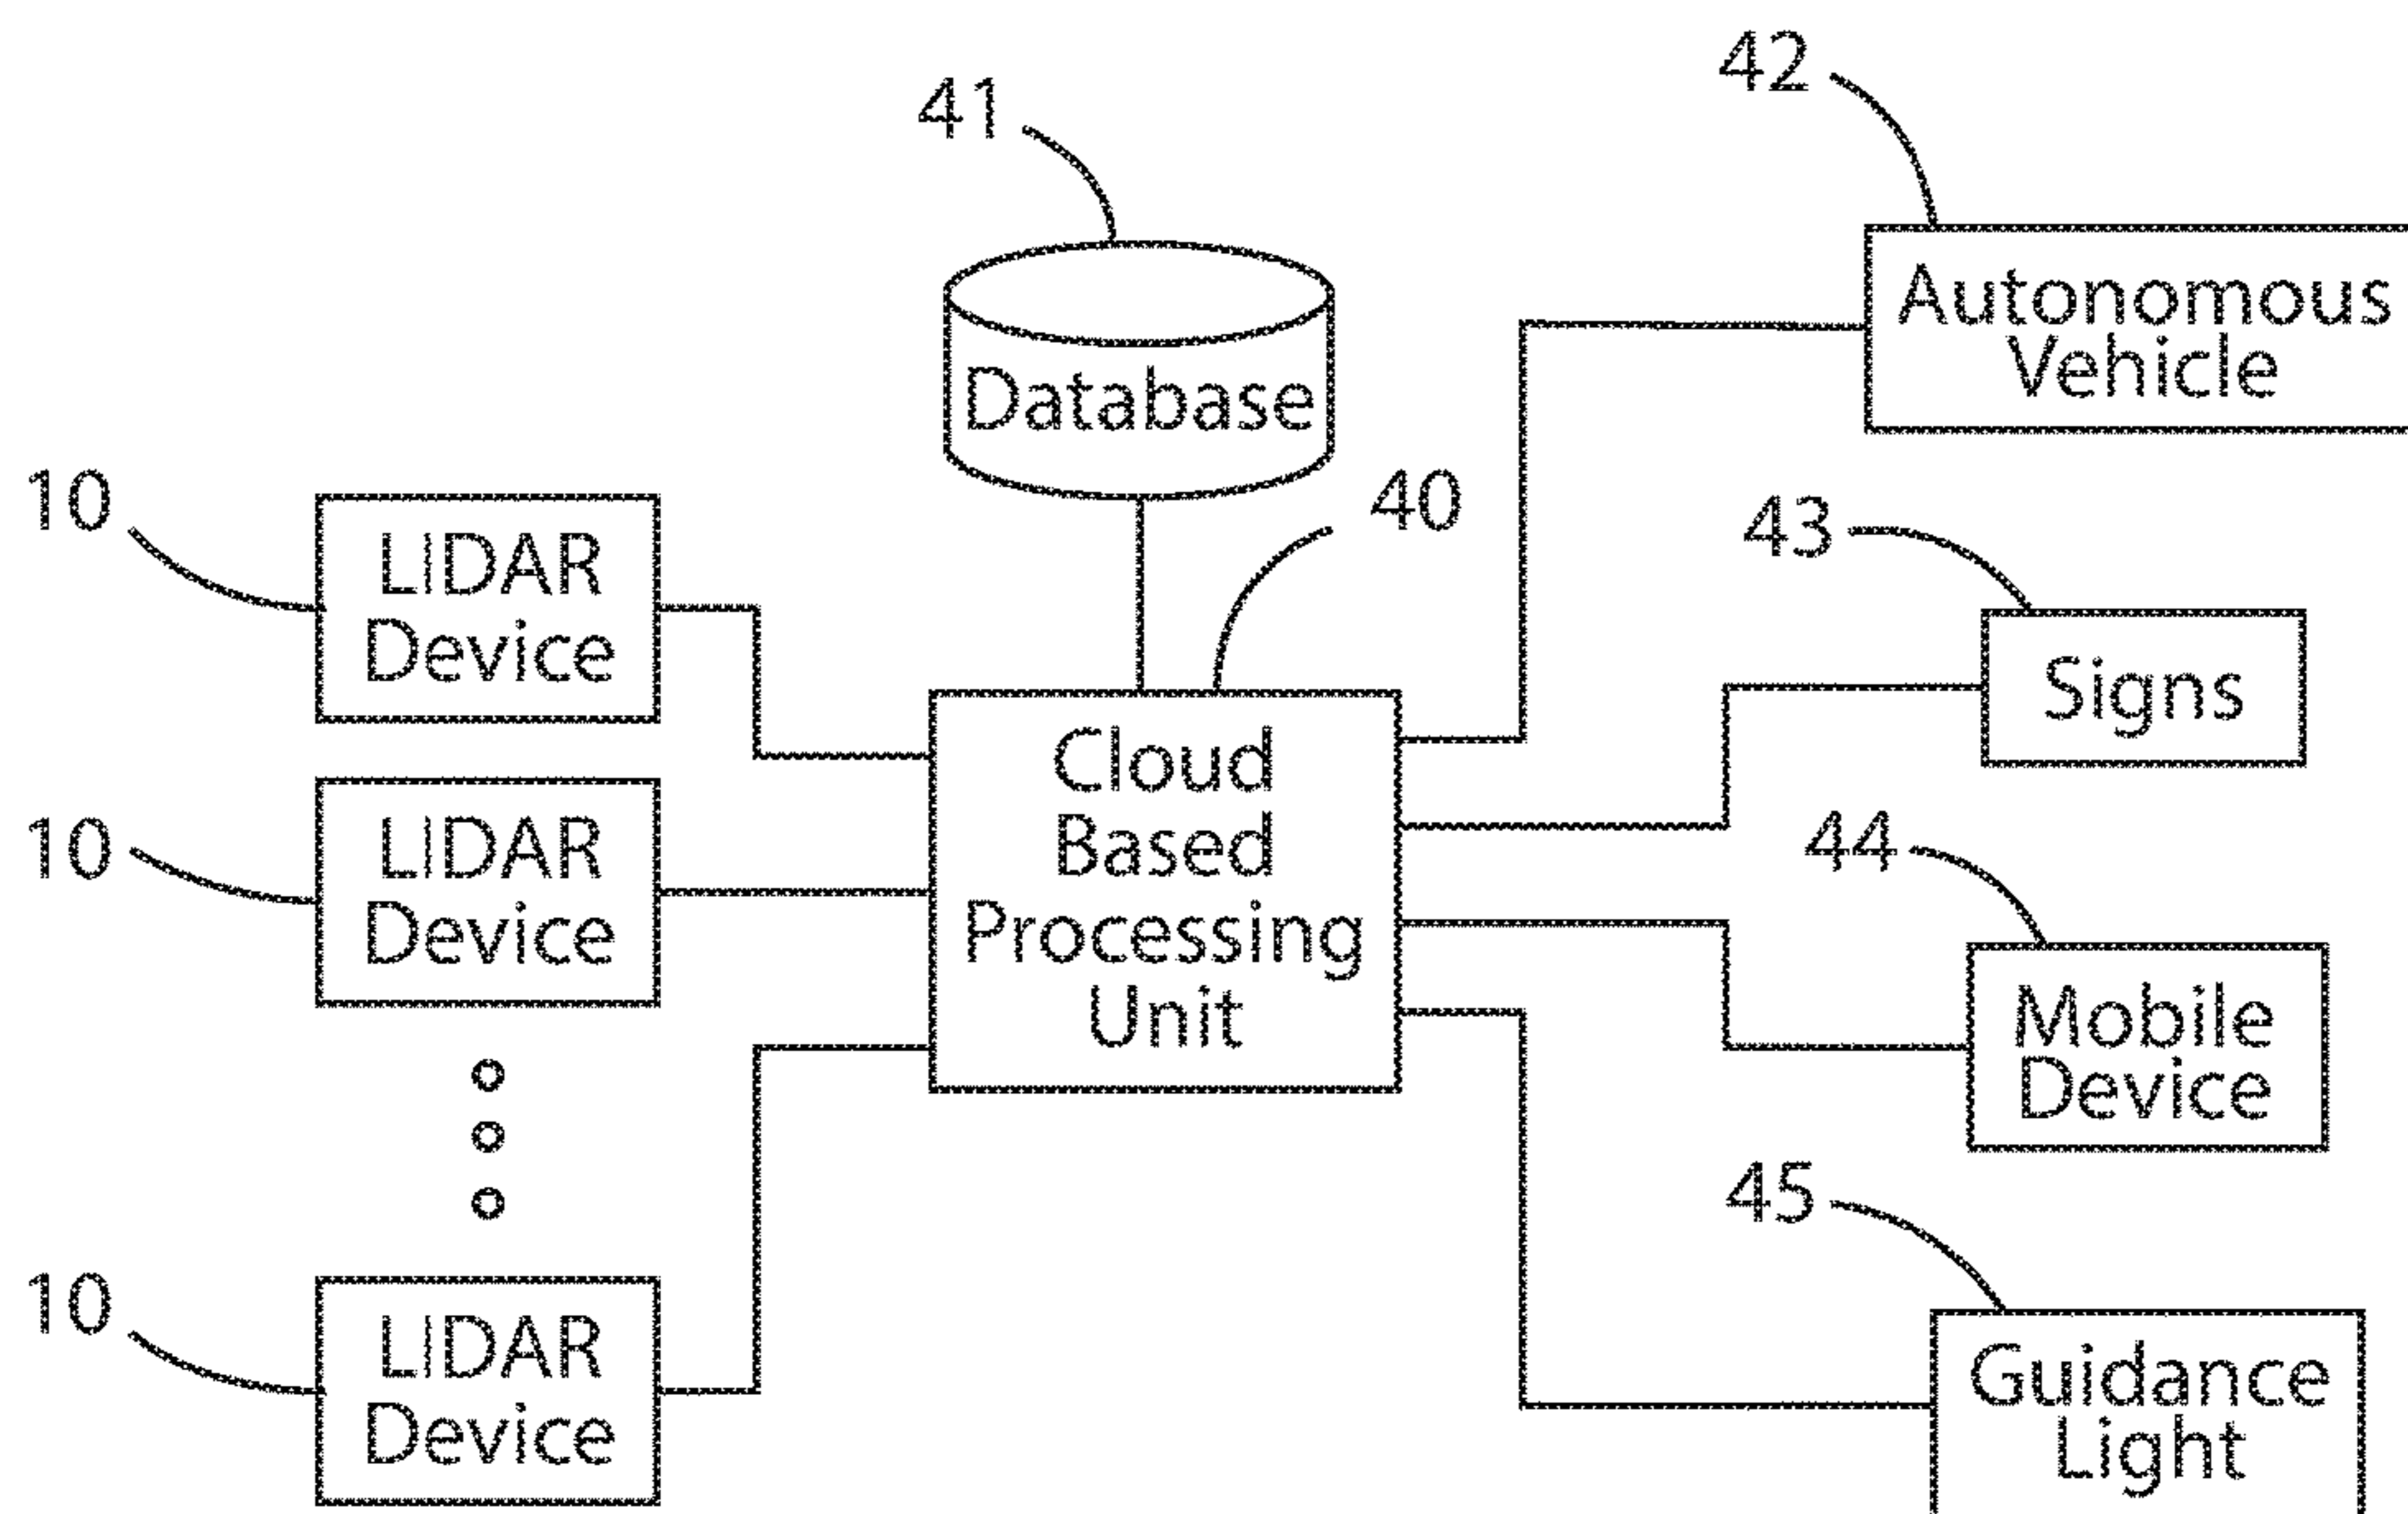 41
Database
42
Autonomous
Vehicle
10
LIDAR
Device
40
Cloud
Based
Processing
Unit
43
Signs
10
LIDAR
Device
44
Mobile
Device
10
LIDAR
Device
45
Guidance
Light